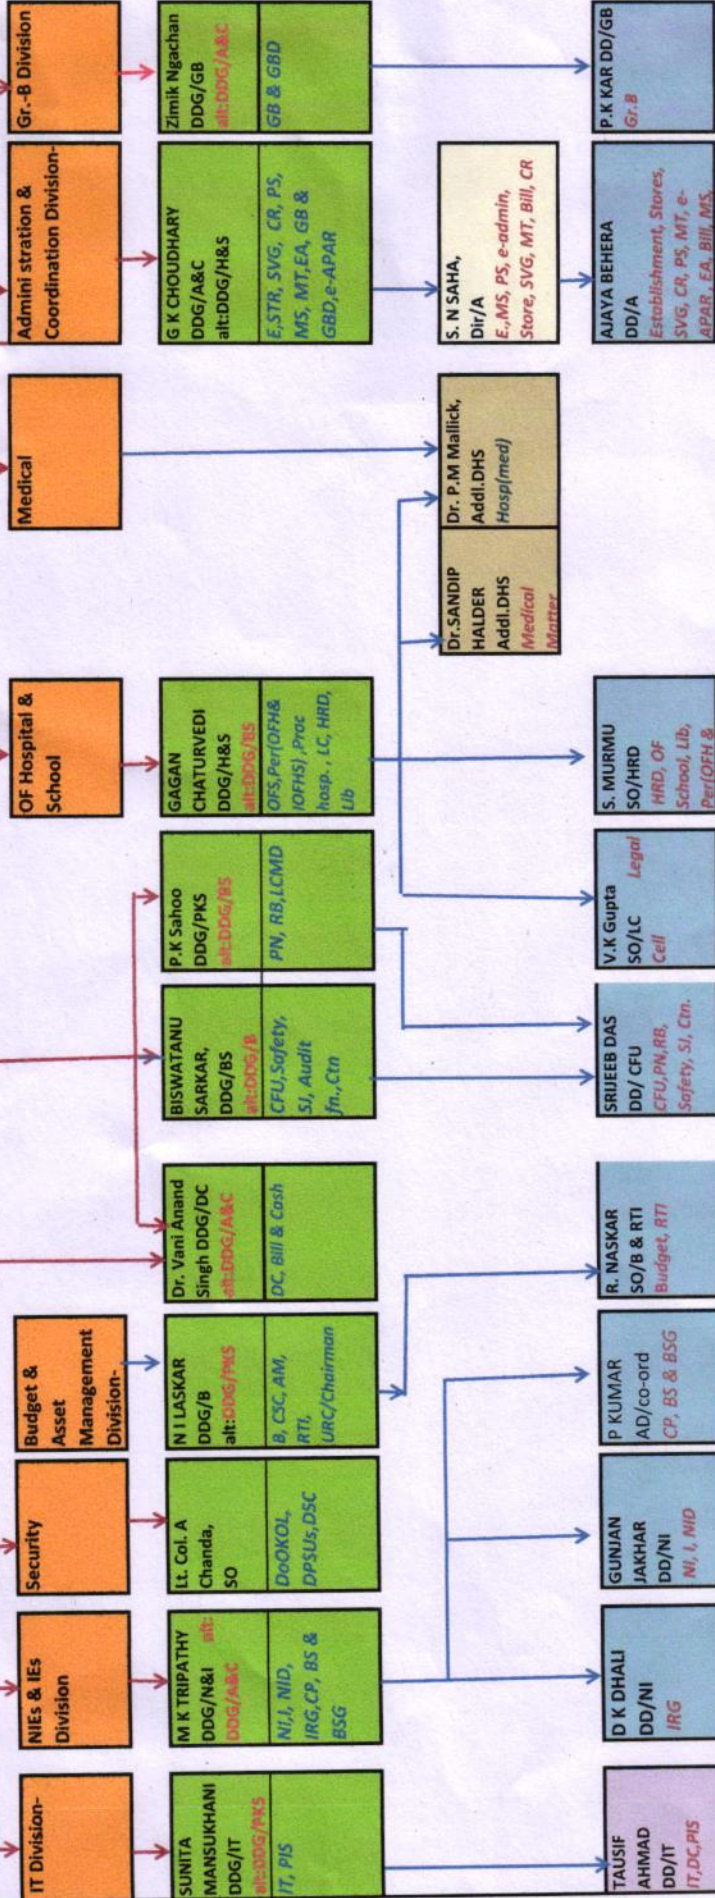 IT Division-
NIEs & IEs
Division
Security
Budget &
Asset
Management
Division-
OF Hospital &
School
Medical
Admini stration &
Coordination Division-
Gr.-B Division
SUNITA
MANSUKHANI
DDG/IT
alt:DDG/PKS
IT, PIS
M K TRIPATHY
DDG/N&I alt:
DDG/A&C
NI,I, NID,
IRG,CP, BS &
BSG
Lt. Col. A
Chanda,
SO
DoOKOL,
DPSUs,DSC
N I LASKAR
DDG/B
alt:DDG/PKS
B, CSC, AM,
RTI,
URC/Chairman
Dr. Vani Anand
Singh DDG/DC
alt:DDG/A&C
DC, Bill & Cash
BISWATANU
SARKAR,
DDG/BS
alt:DDG/B
CFU,Safety,
SJ, Audit
fn.,Ctn
P.K Sahoo
DDG/PKS
alt:DDG/BS
PN, RB,LCMD
GAGAN
CHATURVEDI
DDG/H&S
alt:DDG/BS
OFS,Per(OFH&
IOFHS) ,Proc
hosp. , LC, HRD,
Lib
G K CHOUDHARY
DDG/A&C
alt:DDG/H&S
E,STR, SVG, CR, PS,
MS, MT,EA, GB &
GBD,e-APAR
Zimik Ngachan
DDG/GB
alt:DDG/A&C
GB & GBD
Dr.SANDIP
HALDER
Addl.DHS
Medical
Matter
Dr. P.M Mallick,
Addl.DHS
Hosp(med)
S. N SAHA,
Dir/A
E.,MS, PS, e-admin,
Store, SVG, MT, Bill, CR
TAUSIF
AHMAD
DD/IT
IT,DC,PIS
D K DHALI
DD/NI
IRG
GUNJAN
JAKHAR
DD/NI
NI, I, NID
P KUMAR
AD/co-ord
CP, BS & BSG
R. NASKAR
SO/B & RTI
Budget, RTI
SRIJEEB DAS
DD/ CFU
CFU,PN,RB,
Safety, SJ, Ctn.
V.K Gupta
SO/LC Legal
Cell
S. MURMU
SO/HRD
HRD, OF
School, Lib,
Per(OFH &
AJAYA BEHERA
DD/A
Establishment, Stores,
SVG, CR, PS, MT, e-
APAR , EA, Bill, MS,
P.K KAR DD/GB
Gr.B